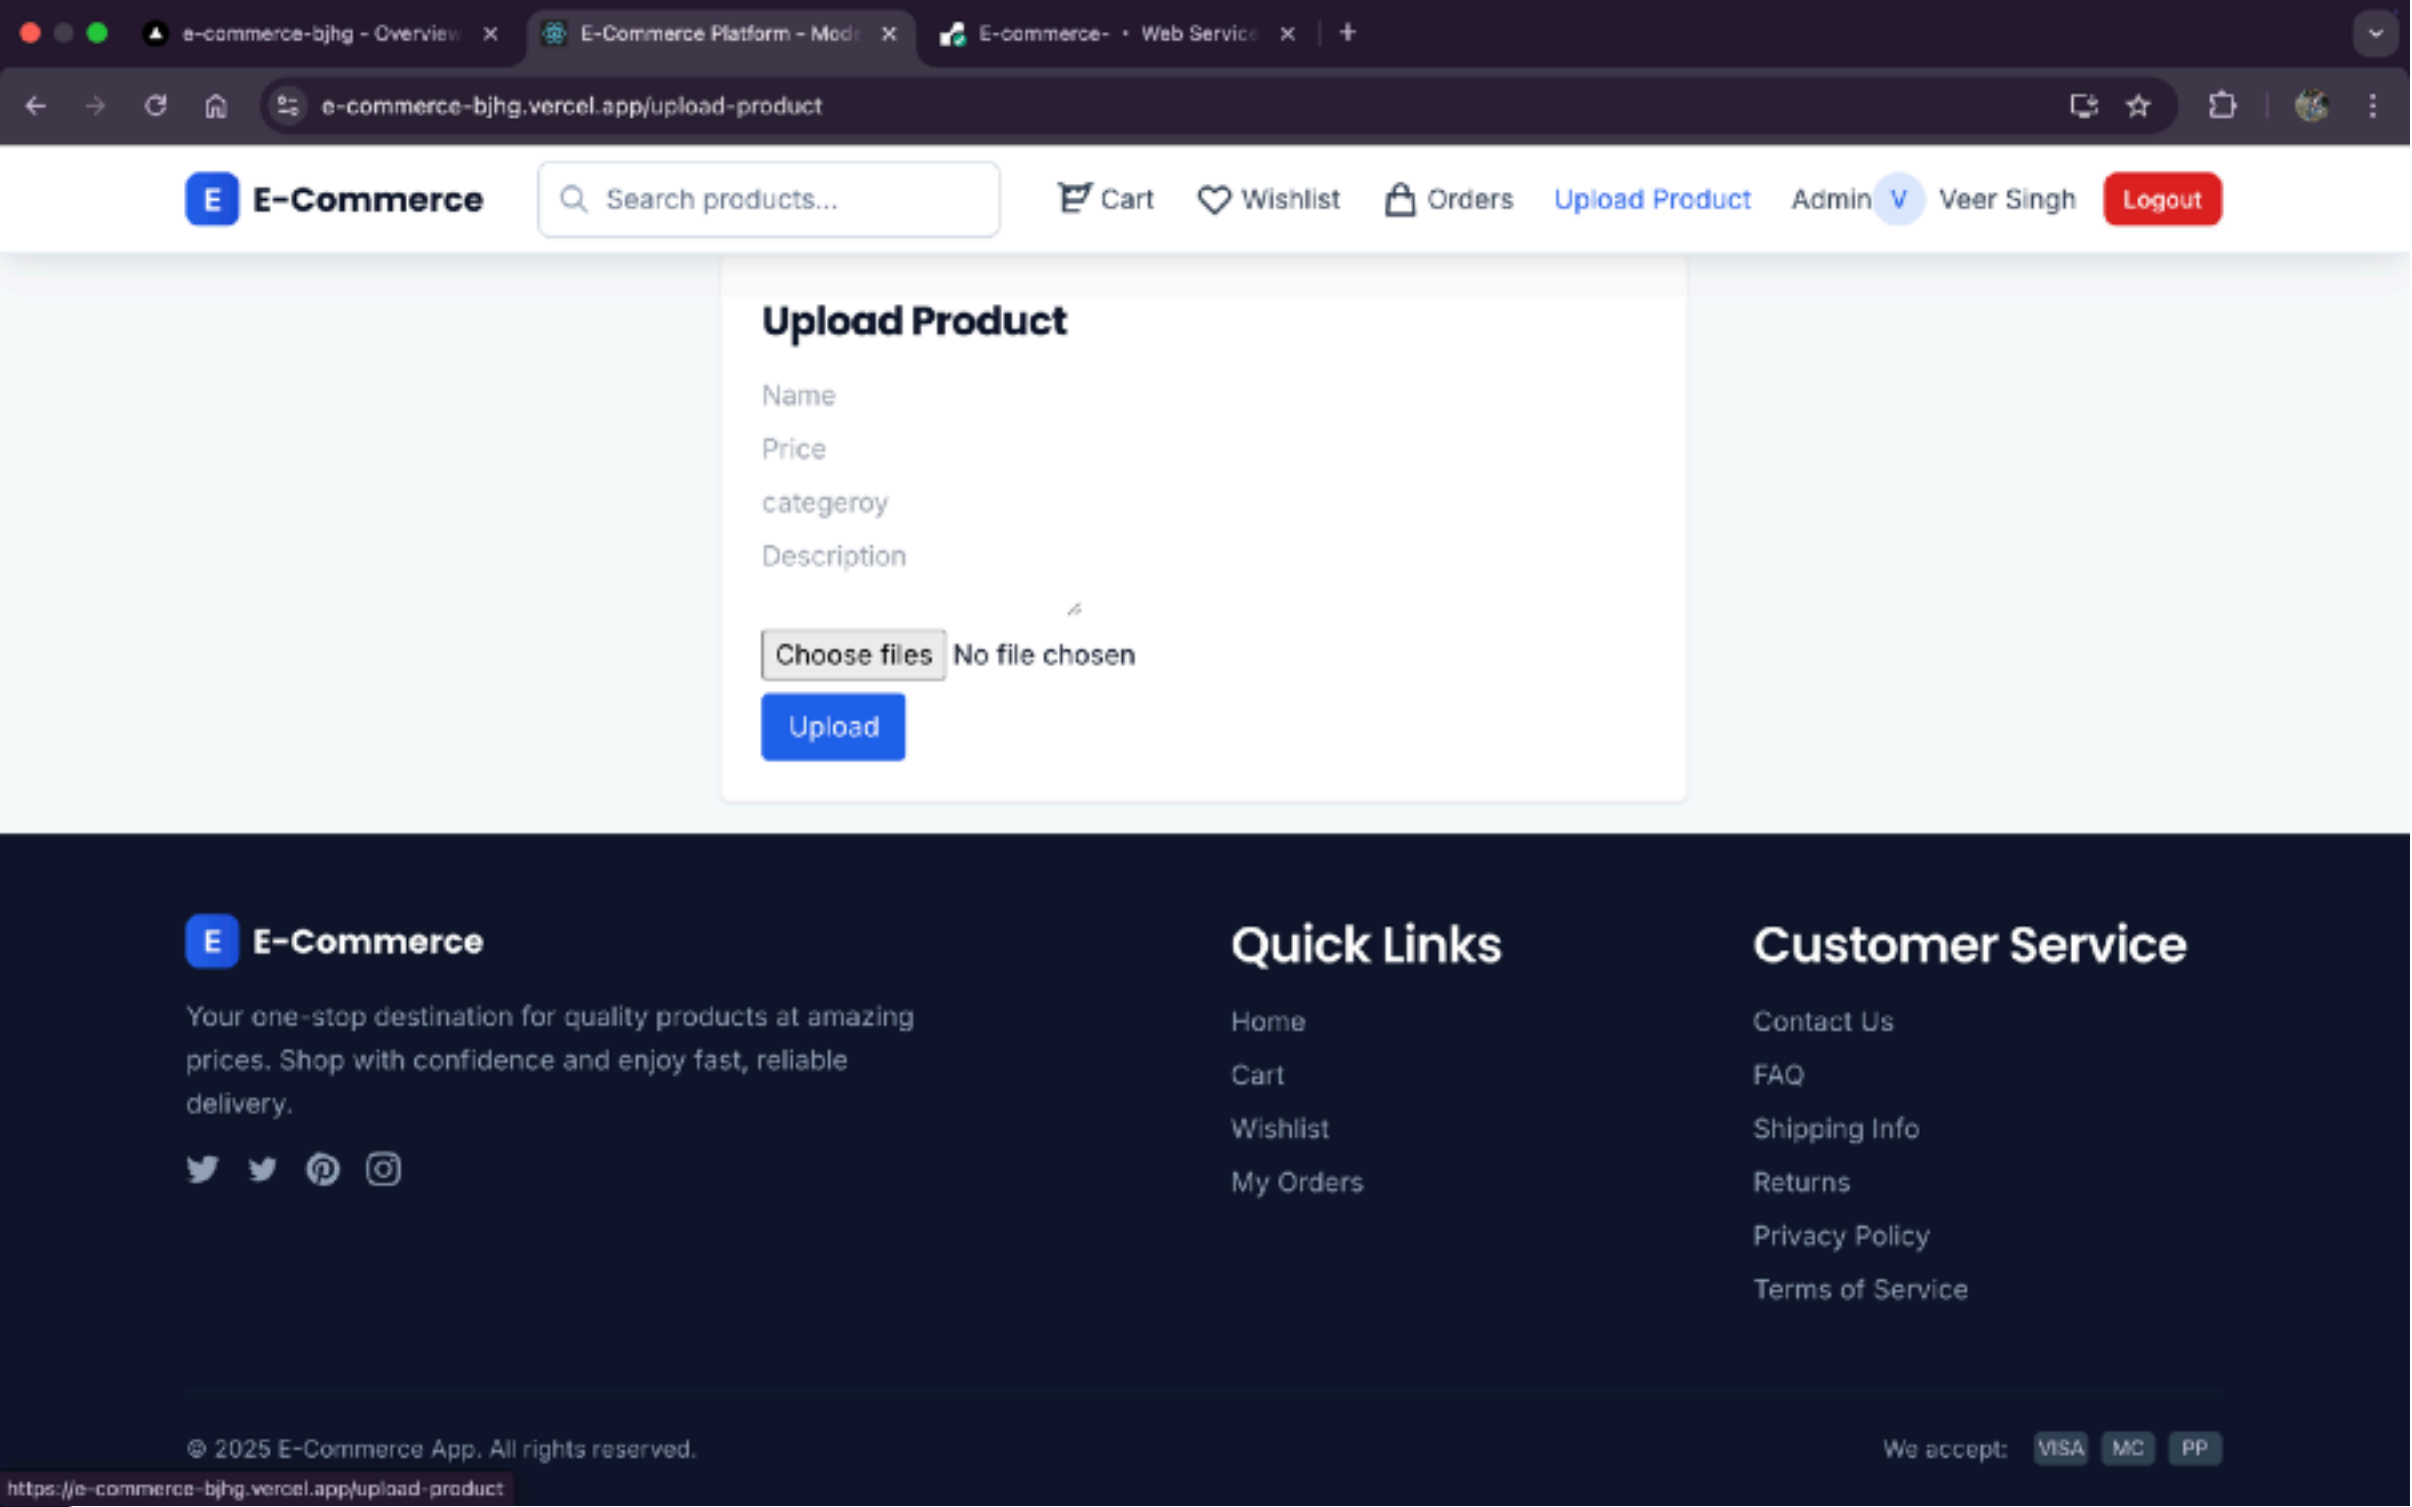 e-commerce-bjhg - Overview
E-Commerce Platform - Mode
E-commerce- • Web Service
e-commerce-bjhg.vercel.app/upload-product
E
E-Commerce
Search products...
Cart
Wishlist
Orders
Upload Product
Admin
V
Veer Singh
Logout
Upload Product
Name
Price
categeroy
Description
Choose files No file chosen
Upload
E
E-Commerce
Your one-stop destination for quality products at amazing
prices. Shop with confidence and enjoy fast, reliable
delivery.
Quick Links
Home
Cart
Wishlist
My Orders
Customer Service
Contact Us
FAQ
Shipping Info
Returns
Privacy Policy
Terms of Service
© 2025 E-Commerce App. All rights reserved.
We accept:
VISA
MC
PP
https://e-commerce-bjhg.vercel.app/upload-product